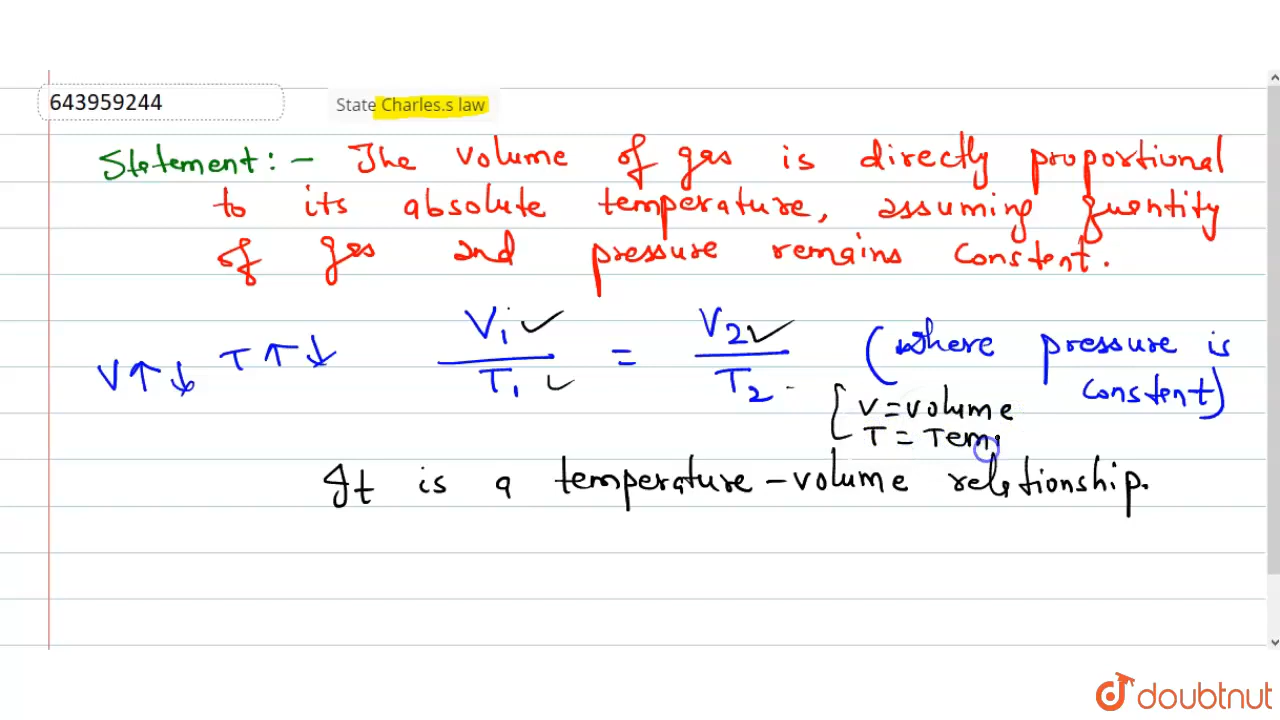 643959244
State Charles.s law
Statement:- The volume of gas is directly proportional
to its absolute temperature, assuming quantity
of gas and pressure remains constent.
V↑↓ T↑↓ V1✓/T1✓ = V2✓/T2- (where pressure is
constent)
V=volume
T=Tem
It is a temperature-volume relationship.
doubtnut